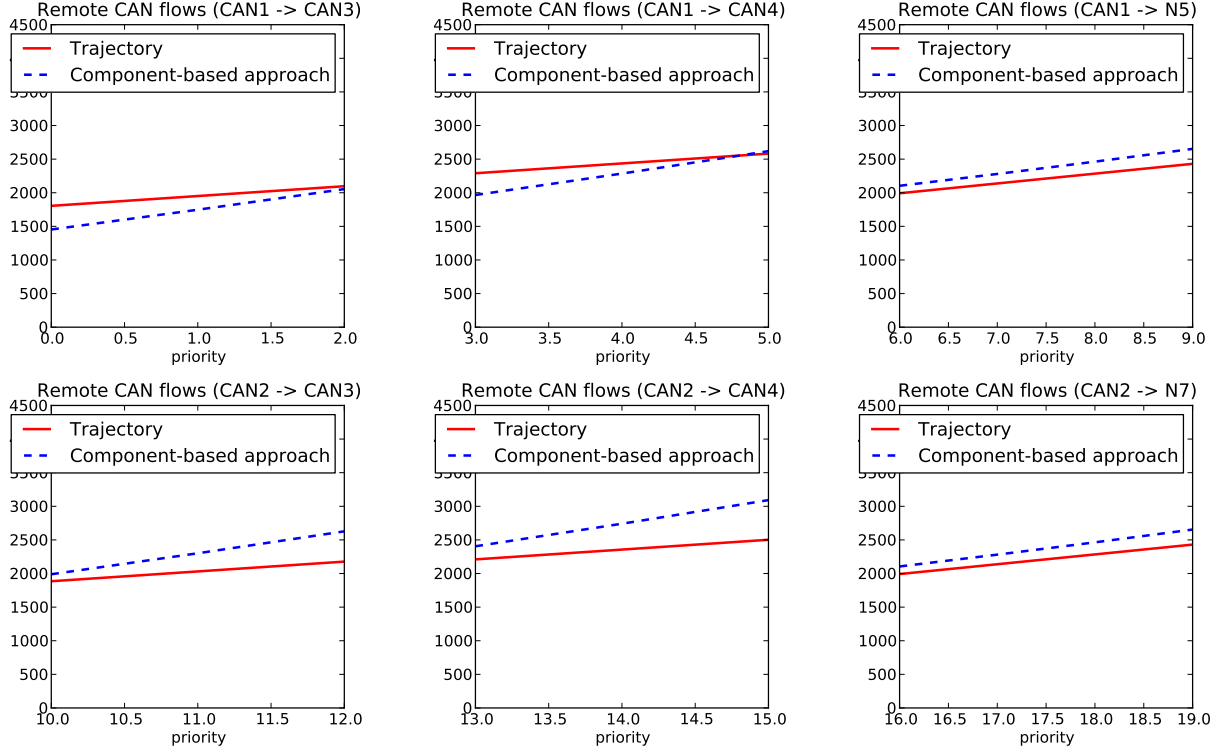 Remote CAN flows (CAN1 -> CAN3)
4500
Trajectory
Component-based approach
3000
2500
2000
1500
1000
500
0
0.0 0.5 1.0 1.5 2.0
priority
Remote CAN flows (CAN1 -> CAN4)
4500
Trajectory
Component-based approach
3000
2500
2000
1500
1000
500
0
3.0 3.5 4.0 4.5 5.0
priority
Remote CAN flows (CAN1 -> N5)
4500
Trajectory
Component-based approach
3000
2500
2000
1500
1000
500
0
6.0 6.5 7.0 7.5 8.0 8.5 9.0
priority
Remote CAN flows (CAN2 -> CAN3)
4500
Trajectory
Component-based approach
3000
2500
2000
1500
1000
500
0
10.0 10.5 11.0 11.5 12.0
priority
Remote CAN flows (CAN2 -> CAN4)
4500
Trajectory
Component-based approach
3000
2500
2000
1500
1000
500
0
13.0 13.5 14.0 14.5 15.0
priority
Remote CAN flows (CAN2 -> N7)
4500
Trajectory
Component-based approach
3000
2500
2000
1500
1000
500
0
16.0 16.5 17.0 17.5 18.0 18.5 19.0
priority